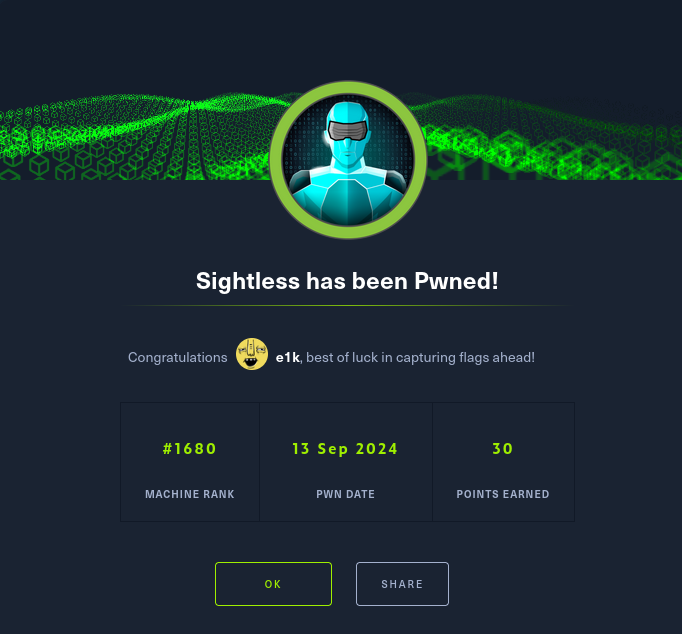 Sightless has been Pwned!
Congratulations e1k, best of luck in capturing flags ahead!
#1680 13 Sep 2024 30
MACHINE RANK PWN DATE POINTS EARNED
OK SHARE